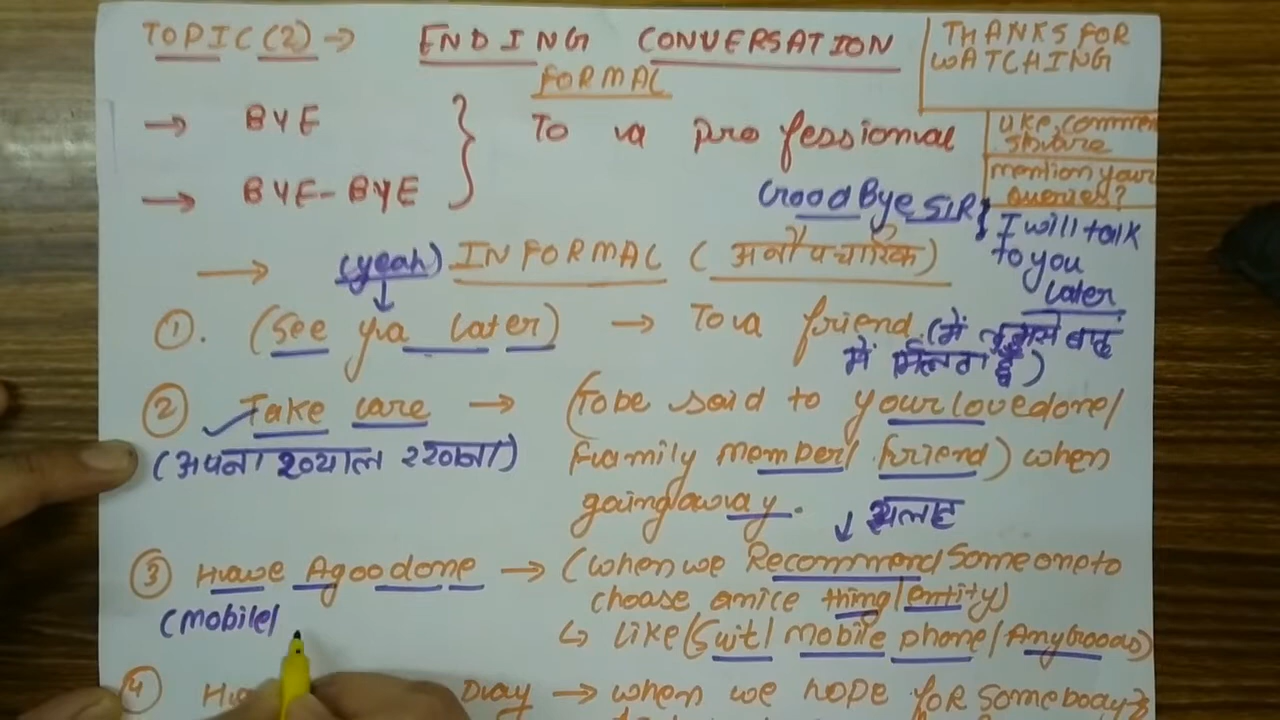 TOPIC (2) → ENDING CONVERSATION
THANKS FOR
WATCHING
FORMAL
→ BYE
→ BYE-BYE
} To a professional
LIKE, commen
share
mention your
queries?
Good Bye SIR }
I will talk
to you
later
→ (yeah) INFORMAL (अनौपचारिक)
↓
①. (See ya later) → To a friend. (में तुमसे बाद
में मिलता हूँ)
② Take care → (To be said to your loved one/
(अपना ख्याल रखना)
Family member/ friend) when
going away.
↓ सलाह
③ Have A good one → (when we Recommend Someone to
(mobile/
choase a nice thing/entity)
↳ like (Suit/ mobile phone/ Any Goods)
④ Ha Day → when we hope for somebody's